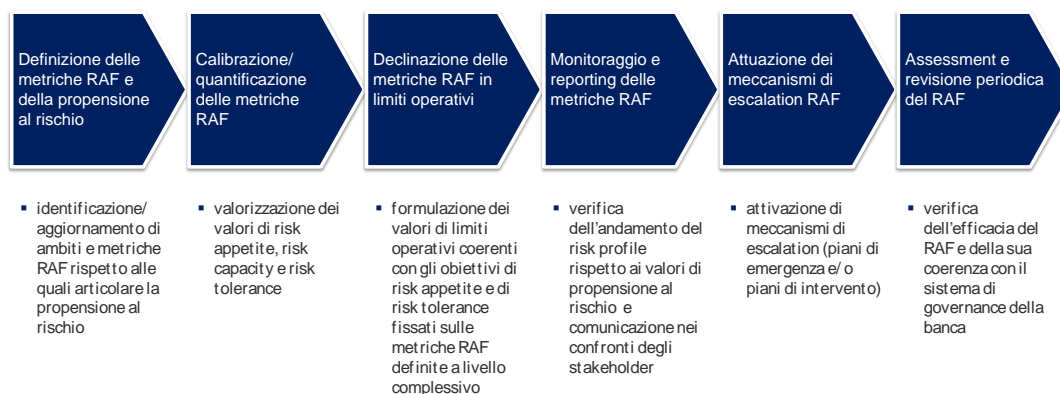 Definizione delle
metriche RAF e
della propensione
al rischio
Calibrazione/
quantificazione
delle metriche
RAF
Declinazione delle
metriche RAF in
limiti operativi
Monitoraggio e
reporting delle
metriche RAF
Attuazione dei
meccanismi di
escalation RAF
Assessment e
revisione periodica
del RAF
▪ identificazione/
aggiornamento di
ambiti e metriche
RAF rispetto alle
quali articolare la
propensione al
rischio
▪ valorizzazione dei
valori di risk
appetite, risk
capacity e risk
tolerance
▪ formulazione dei
valori di limiti
operativi coerenti
con gli obiettivi di
risk appetite e di
risk tolerance
fissati sulle
metriche RAF
definite a livello
complessivo
▪ verifica
dell'andamento del
risk profile
rispetto ai valori di
propensione al
rischio e
comunicazione nei
confronti degli
stakeholder
▪ attivazione di
meccanismi di
escalation (piani di
emergenza e/o
piani di intervento)
▪ verifica
dell'efficacia del
RAF e della sua
coerenza con il
sistema di
governance della
banca